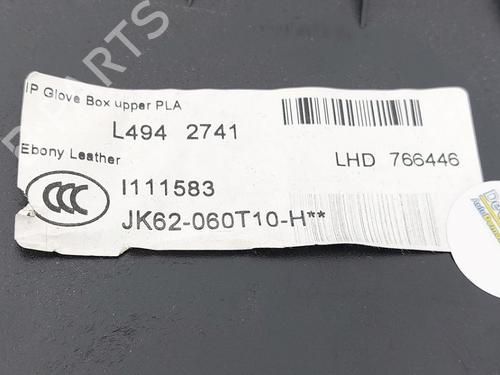 IP Glove Box upper PLA
L494 2741
Ebony Leather
LHD 766446
CCC
I111583
JK62-060T10-H**